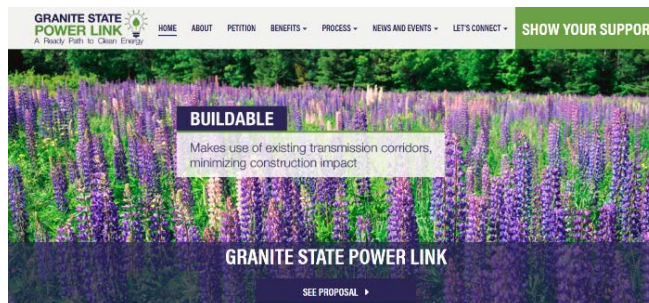 GRANITE STATE
POWER LINK
A Ready Path to Clean Energy
HOME ABOUT PETITION BENEFITS PROCESS NEWS AND EVENTS LET'S CONNECT SHOW YOUR SUPPOR
BUILDABLE
Makes use of existing transmission corridors,
minimizing construction impact
GRANITE STATE POWER LINK
SEE PROPOSAL